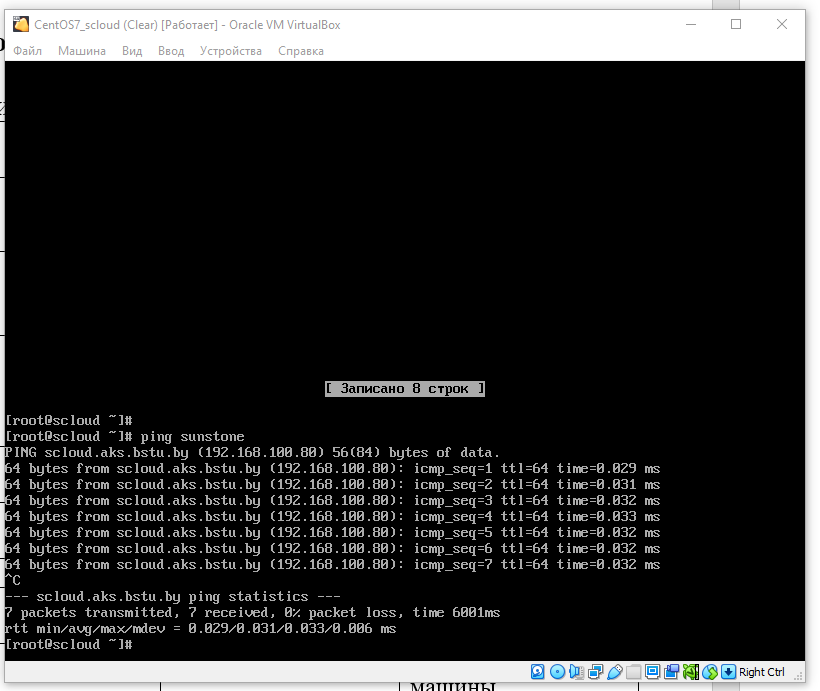 CentOS7_scloud (Clear) [Работает] - Oracle VM VirtualBox
Файл Машина Вид Ввод Устройства Справка
[ Записано 8 строк ]
[root@scloud ~]#
[root@scloud ~]# ping sunstone
PING scloud.aks.bstu.by (192.168.100.80) 56(84) bytes of data.
64 bytes from scloud.aks.bstu.by (192.168.100.80): icmp_seq=1 ttl=64 time=0.029 ms
64 bytes from scloud.aks.bstu.by (192.168.100.80): icmp_seq=2 ttl=64 time=0.031 ms
64 bytes from scloud.aks.bstu.by (192.168.100.80): icmp_seq=3 ttl=64 time=0.032 ms
64 bytes from scloud.aks.bstu.by (192.168.100.80): icmp_seq=4 ttl=64 time=0.033 ms
64 bytes from scloud.aks.bstu.by (192.168.100.80): icmp_seq=5 ttl=64 time=0.032 ms
64 bytes from scloud.aks.bstu.by (192.168.100.80): icmp_seq=6 ttl=64 time=0.032 ms
64 bytes from scloud.aks.bstu.by (192.168.100.80): icmp_seq=7 ttl=64 time=0.032 ms
^C
--- scloud.aks.bstu.by ping statistics ---
7 packets transmitted, 7 received, 0% packet loss, time 6001ms
rtt min/avg/max/mdev = 0.029/0.031/0.033/0.006 ms
[root@scloud ~]#
Right Ctrl
машины